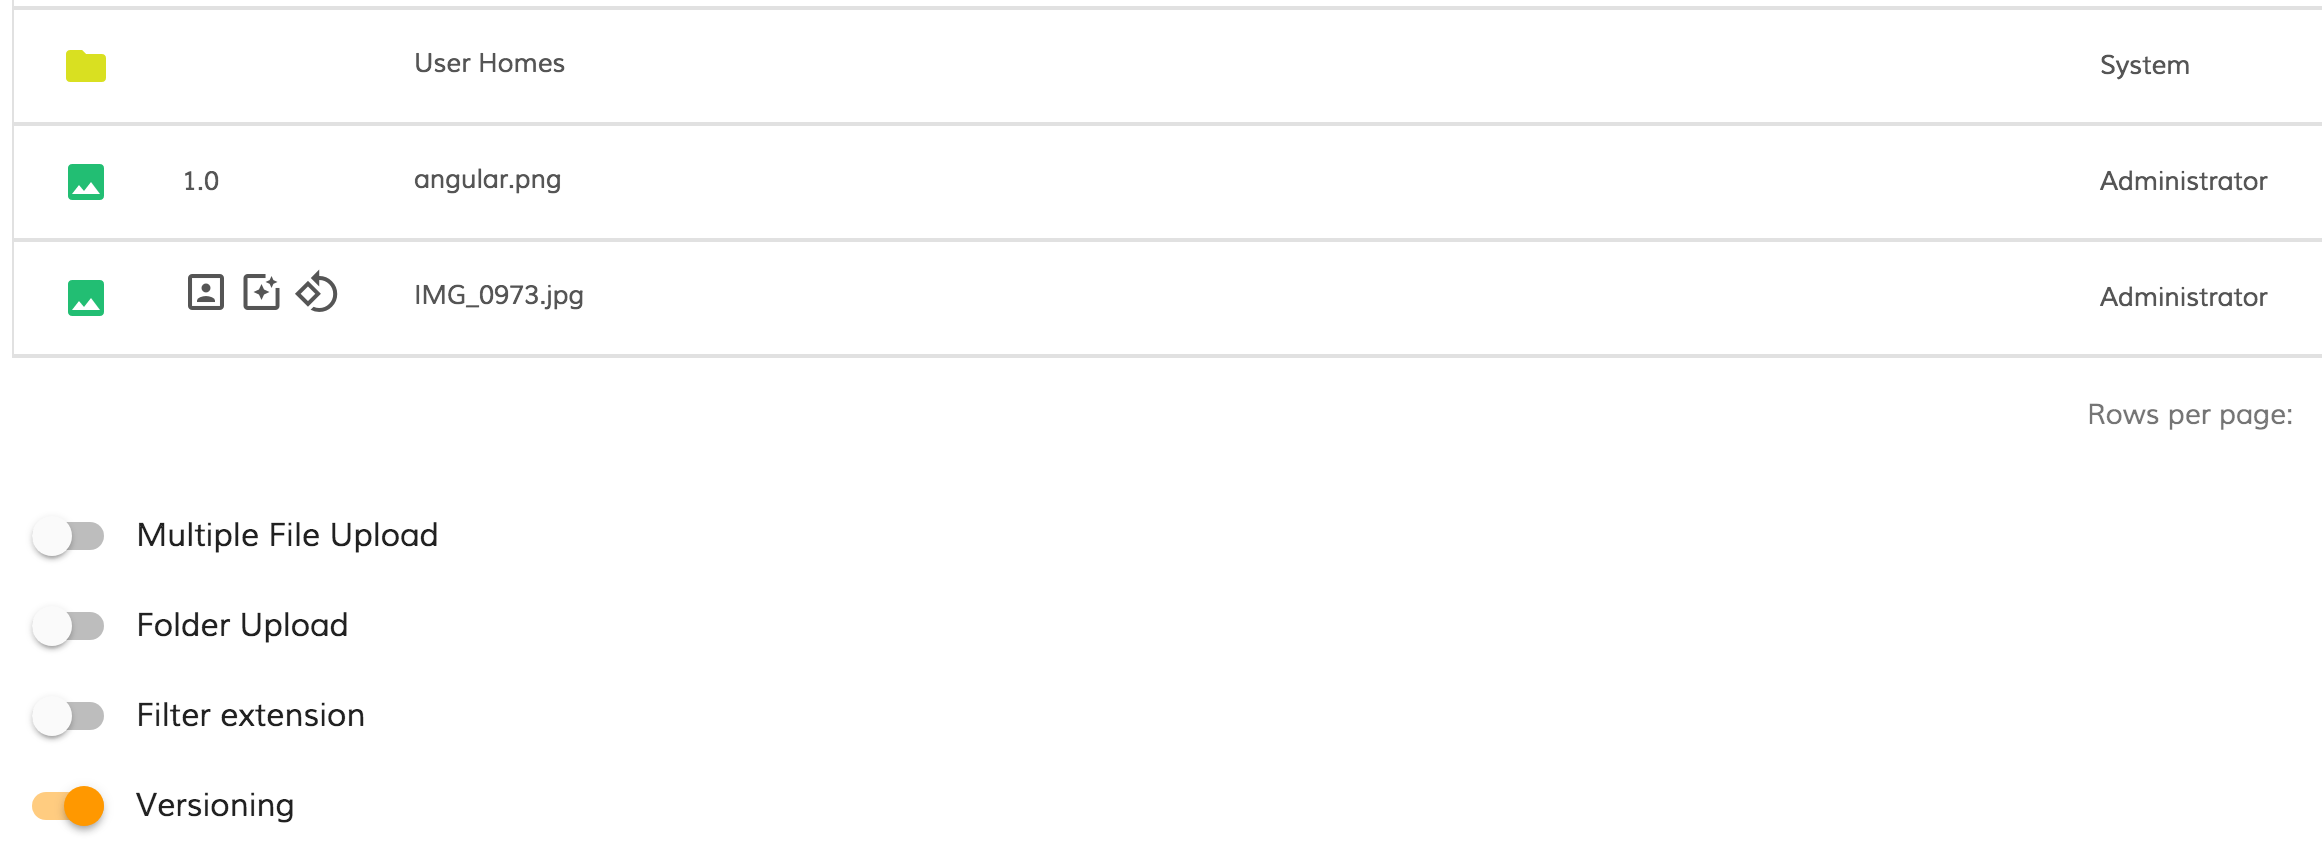 User Homes System
1.0 angular.png Administrator
IMG_0973.jpg Administrator
Rows per page:
Multiple File Upload
Folder Upload
Filter extension
Versioning